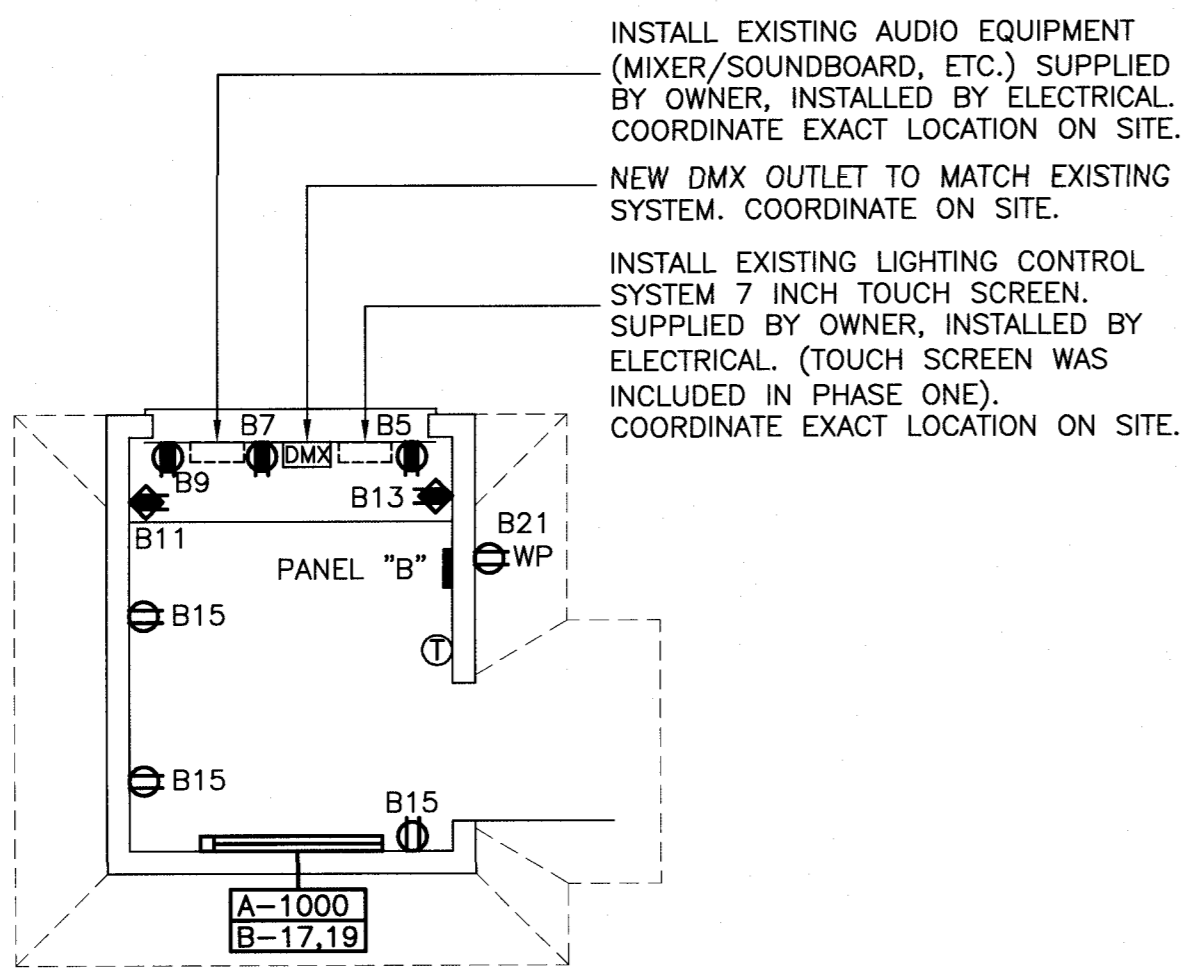 INSTALL EXISTING AUDIO EQUIPMENT
(MIXER/SOUNDBOARD, ETC.) SUPPLIED
BY OWNER, INSTALLED BY ELECTRICAL.
COORDINATE EXACT LOCATION ON SITE.
NEW DMX OUTLET TO MATCH EXISTING
SYSTEM. COORDINATE ON SITE.
INSTALL EXISTING LIGHTING CONTROL
SYSTEM 7 INCH TOUCH SCREEN.
SUPPLIED BY OWNER, INSTALLED BY
ELECTRICAL. (TOUCH SCREEN WAS
INCLUDED IN PHASE ONE).
COORDINATE EXACT LOCATION ON SITE.
B7
B5
DMX
B9
B13
B11
B21
WP
PANEL "B"
B15
T
B15
B15
A-1000
B-17,19